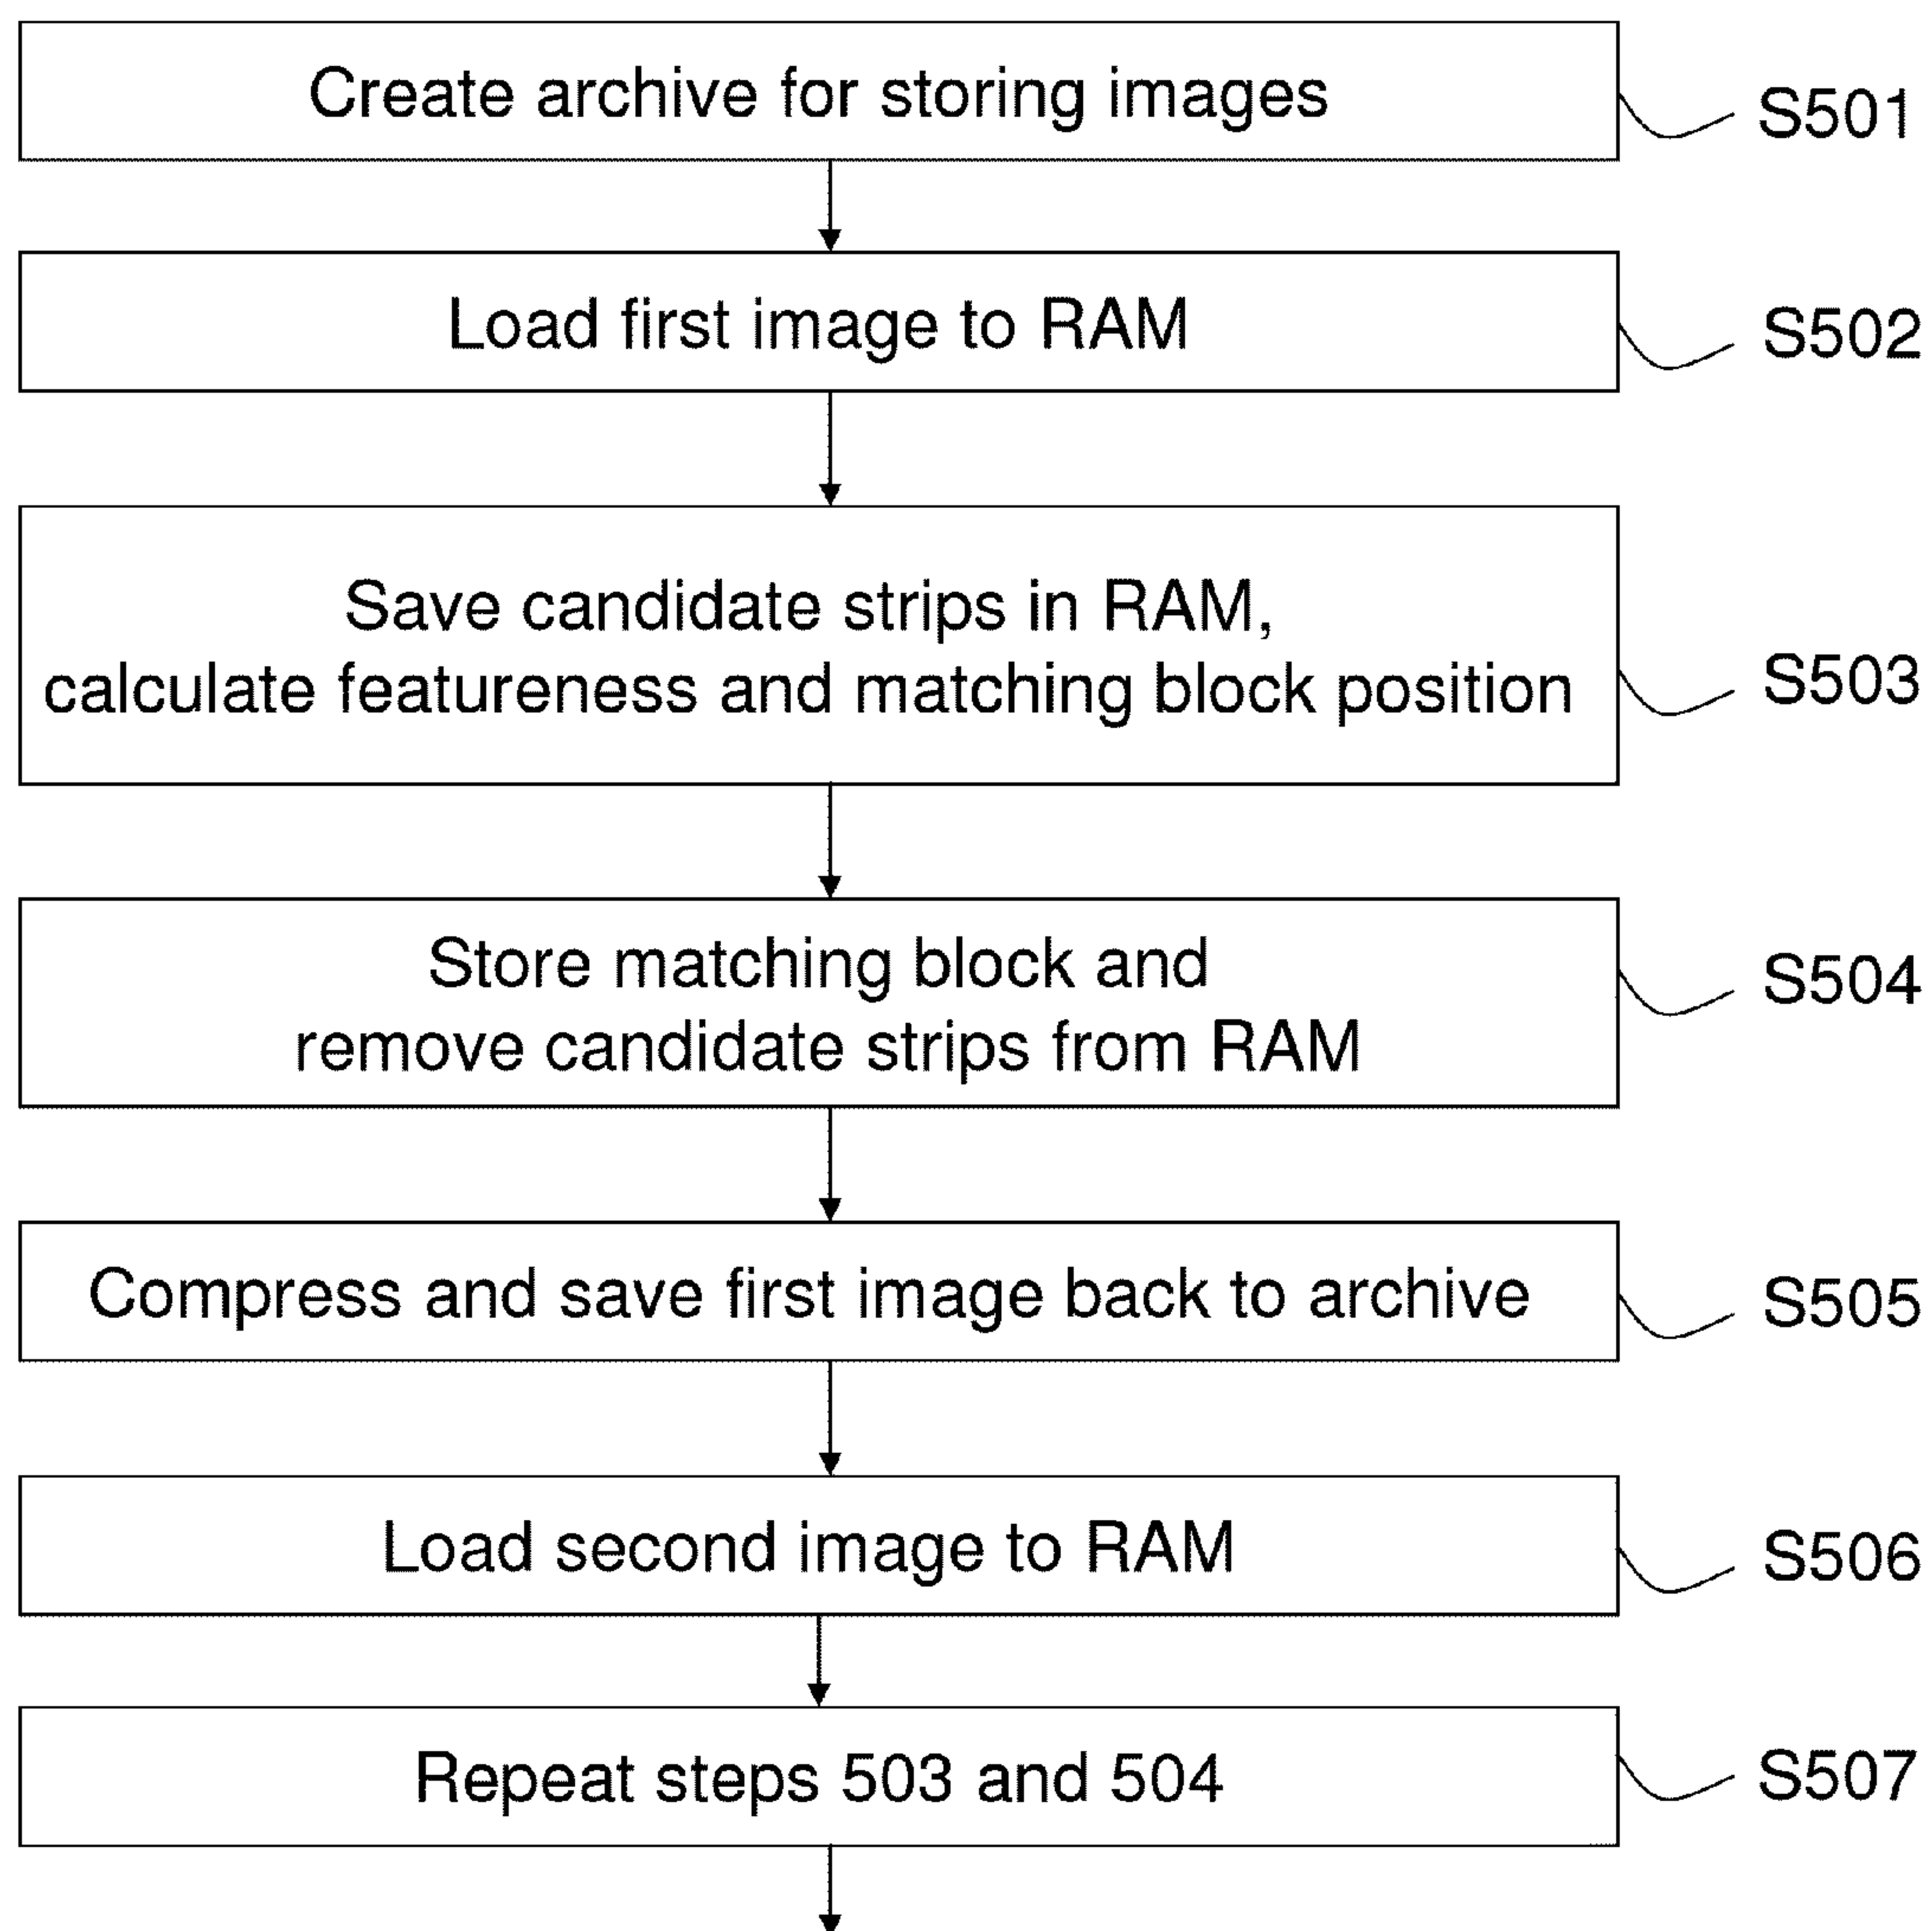 Create archive for storing images
S501
Load first image to RAM
S502
Save candidate strips in RAM,
calculate featureness and matching block position
S503
Store matching block and
remove candidate strips from RAM
S504
Compress and save first image back to archive
S505
Load second image to RAM
S506
Repeat steps 503 and 504
S507